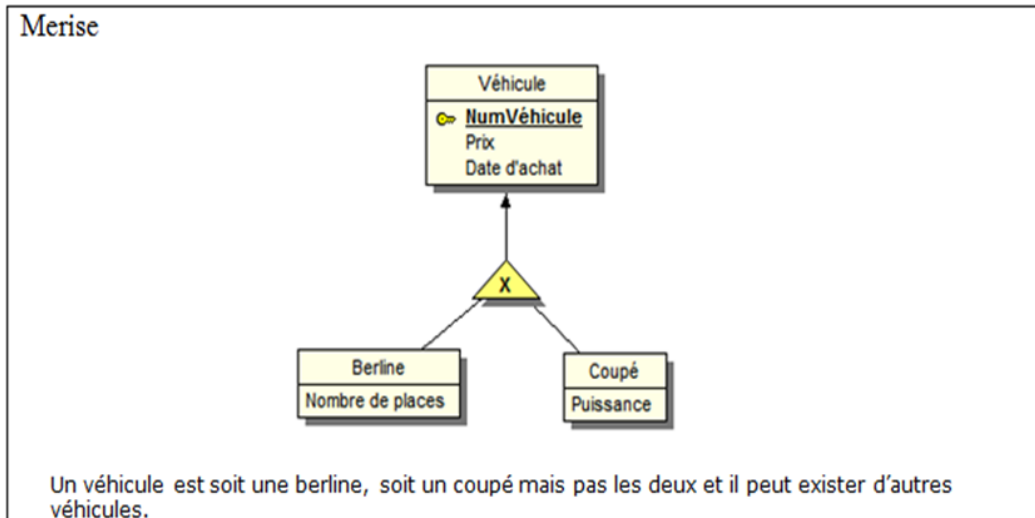 Merise
Véhicule
NumVéhicule
Prix
Date d'achat
X
Berline
Nombre de places
Coupé
Puissance
Un véhicule est soit une berline, soit un coupé mais pas les deux et il peut exister d'autres
véhicules.